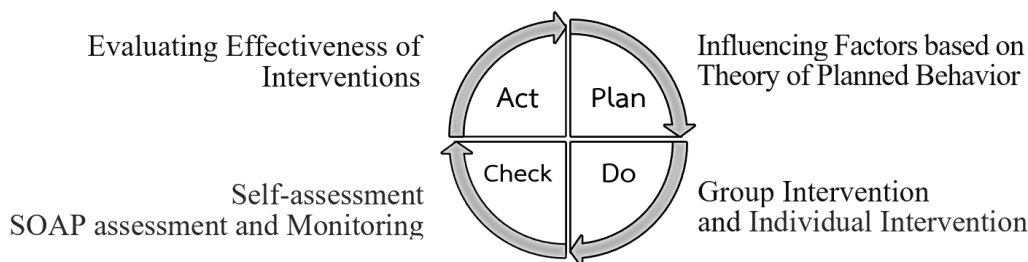 Evaluating Effectiveness of
Interventions
Act
Plan
Influencing Factors based on
Theory of Planned Behavior
Self-assessment
SOAP assessment and Monitoring
Check
Do
Group Intervention
and Individual Intervention